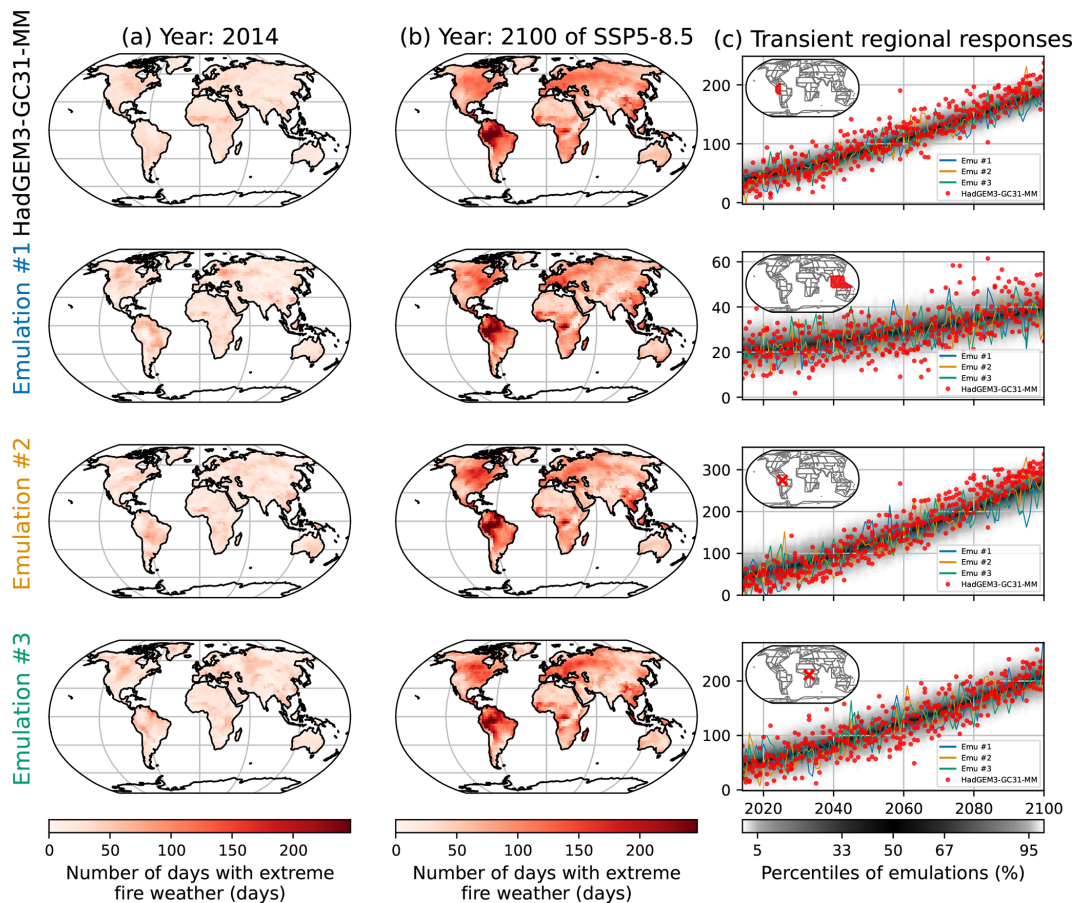 (a) Year: 2014
(b) Year: 2100 of SSP5-8.5
(c) Transient regional responses
HadGEM3-GC31-MM
200
100
0
Emu #1
Emu #2
Emu #3
HadGEM3-GC31-MM
Emulation #1
60
40
20
0
Emu #1
Emu #2
Emu #3
HadGEM3-GC31-MM
Emulation #2
300
200
100
0
Emu #1
Emu #2
Emu #3
HadGEM3-GC31-MM
Emulation #3
200
100
0
Emu #1
Emu #2
Emu #3
HadGEM3-GC31-MM
2020 2040 2060 2080 2100
0 50 100 150 200
Number of days with extreme
fire weather (days)
0 50 100 150 200
Number of days with extreme
fire weather (days)
5 33 50 67 95
Percentiles of emulations (%)